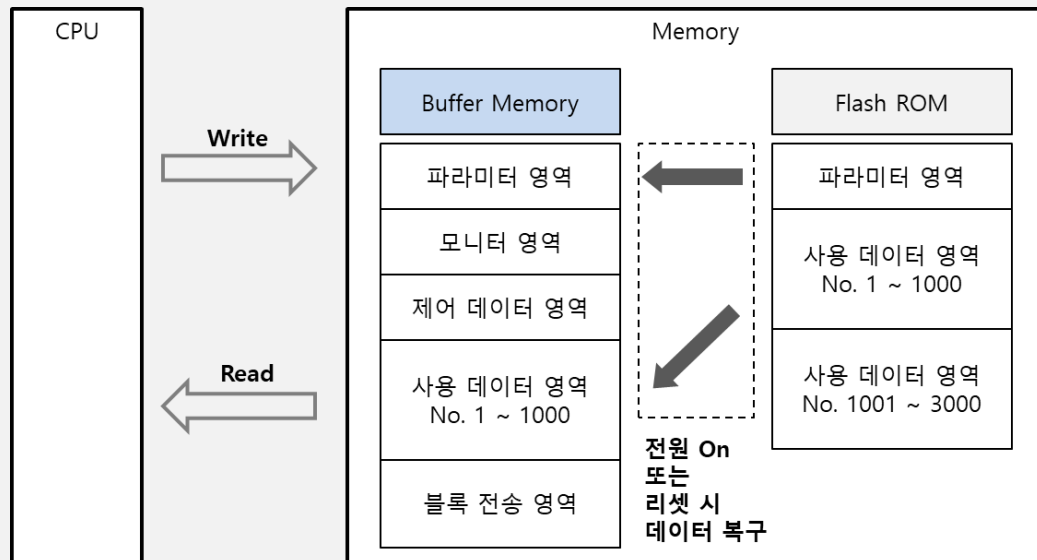 CPU
Memory
Buffer Memory
Flash ROM
Write
파라미터 영역
파라미터 영역
모니터 영역
사용 데이터 영역
No. 1 ~ 1000
제어 데이터 영역
Read
사용 데이터 영역
No. 1 ~ 1000
사용 데이터 영역
No. 1001 ~ 3000
전원 On
또는
리셋 시
데이터 복구
블록 전송 영역